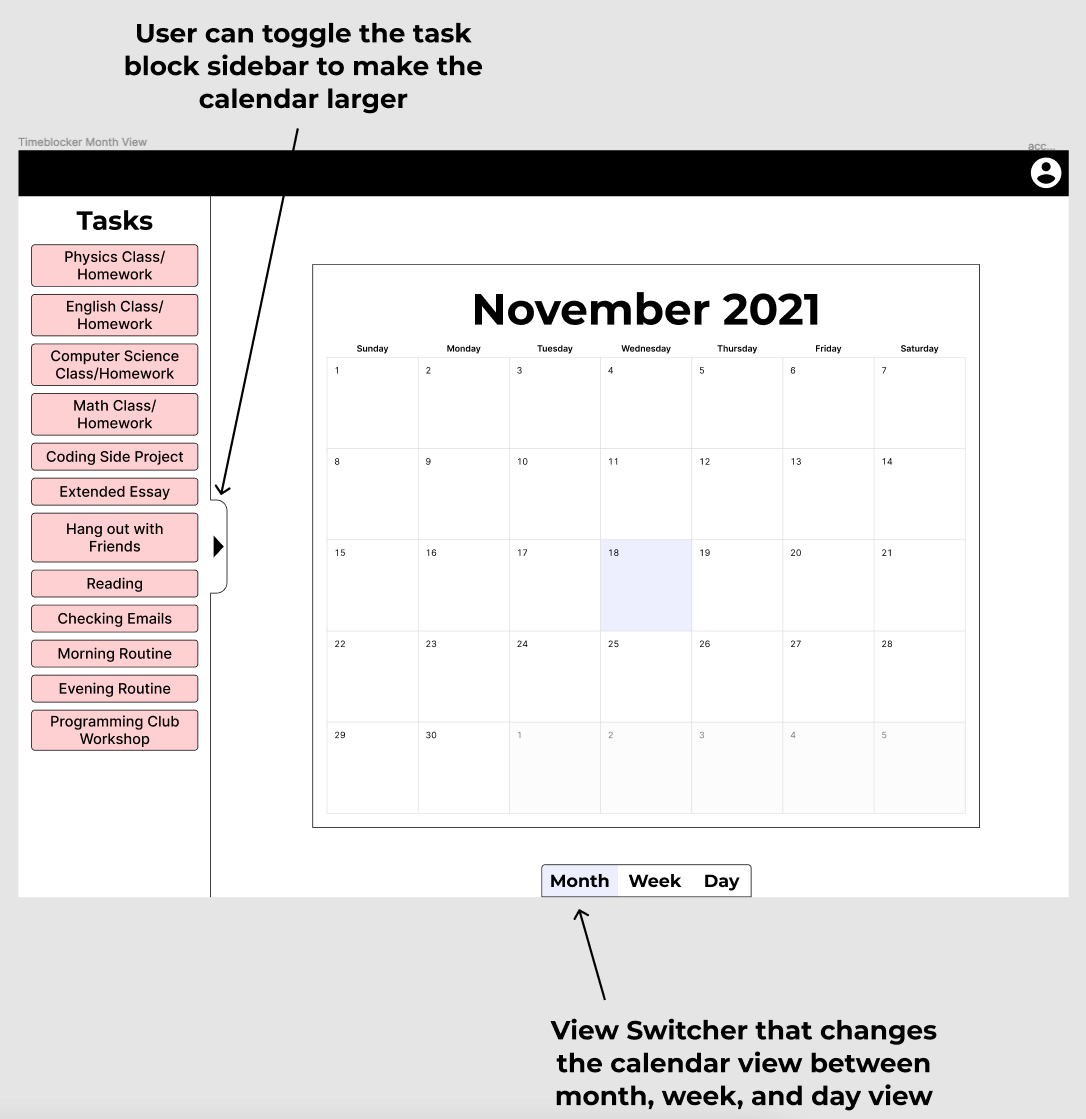 User can toggle the task
block sidebar to make the
calendar larger
Timeblocker Month View
acc...
Tasks
Physics Class/
Homework
English Class/
Homework
Computer Science
Class/Homework
Math Class/
Homework
Coding Side Project
Extended Essay
Hang out with
Friends
Reading
Checking Emails
Morning Routine
Evening Routine
Programming Club
Workshop
November 2021
Sunday Monday Tuesday Wednesday Thursday Friday Saturday
1 2 3 4 5 6 7
8 9 10 11 12 13 14
15 16 17 18 19 20 21
22 23 24 25 26 27 28
29 30 1 2 3 4 5
Month Week Day
View Switcher that changes
the calendar view between
month, week, and day view